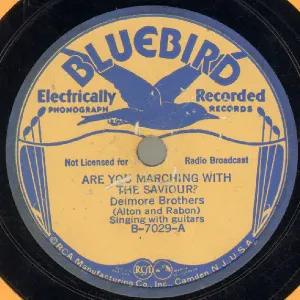 BLUEBIRD
Electrically Recorded
PHONOGRAPH RECORDS
Not Licensed for Radio Broadcast
ARE YOU MARCHING WITH
THE SAVIOUR?
Delmore Brothers
(Alton and Rabon)
Singing with guitars
B-7029-A
RCA
©RCA Manufacturing Co., Inc., Camden, N.J., U.S.A.